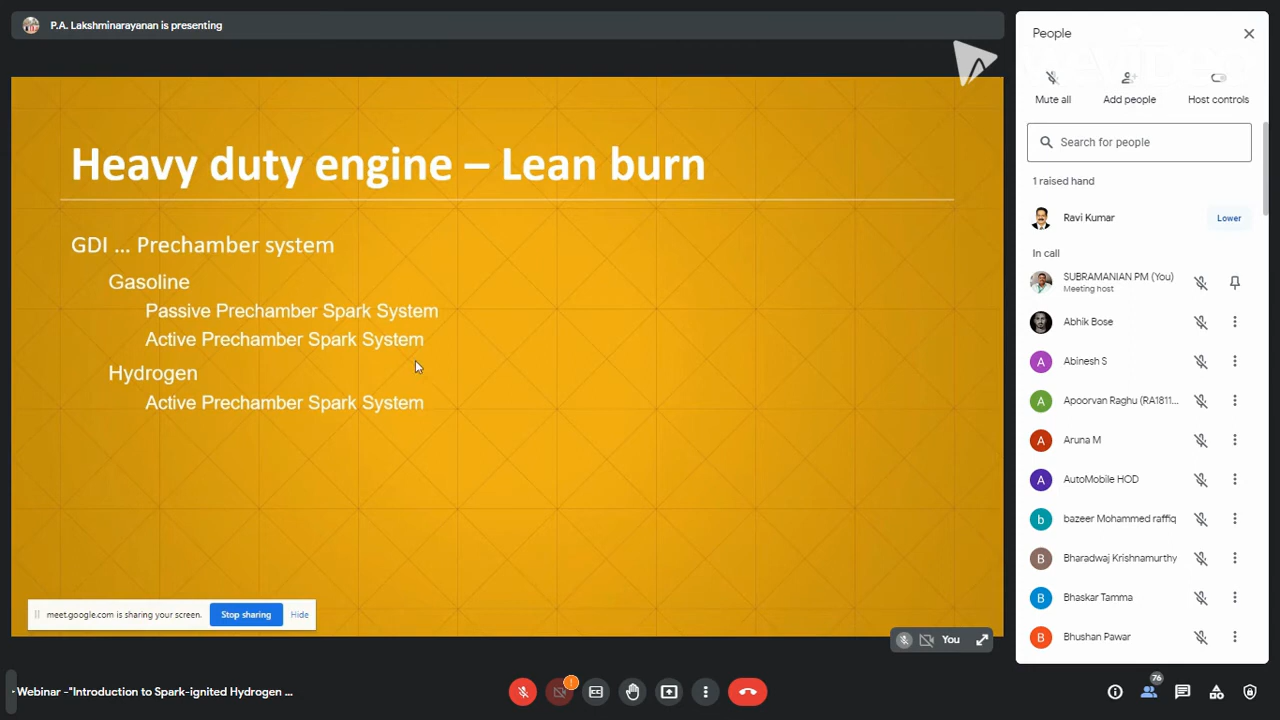 P.A. Lakshminarayanan is presenting
Heavy duty engine – Lean burn
GDI ... Prechamber system
Gasoline
Passive Prechamber Spark System
Active Prechamber Spark System
Hydrogen
Active Prechamber Spark System
meet.google.com is sharing your screen.
Stop sharing
Hide
You
Webinar -"Introduction to Spark-ignited Hydrogen ...
People
Mute all
Add people
Host controls
Search for people
1 raised hand
Ravi Kumar
Lower
In call
SUBRAMANIAN PM (You)
Meeting host
Abhik Bose
A
Abinesh S
A
Apoorvan Raghu (RA1811...
A
Aruna M
A
AutoMobile HOD
b
bazeer Mohammed raffiq
B
Bharadwaj Krishnamurthy
B
Bhaskar Tamma
B
Bhushan Pawar
76